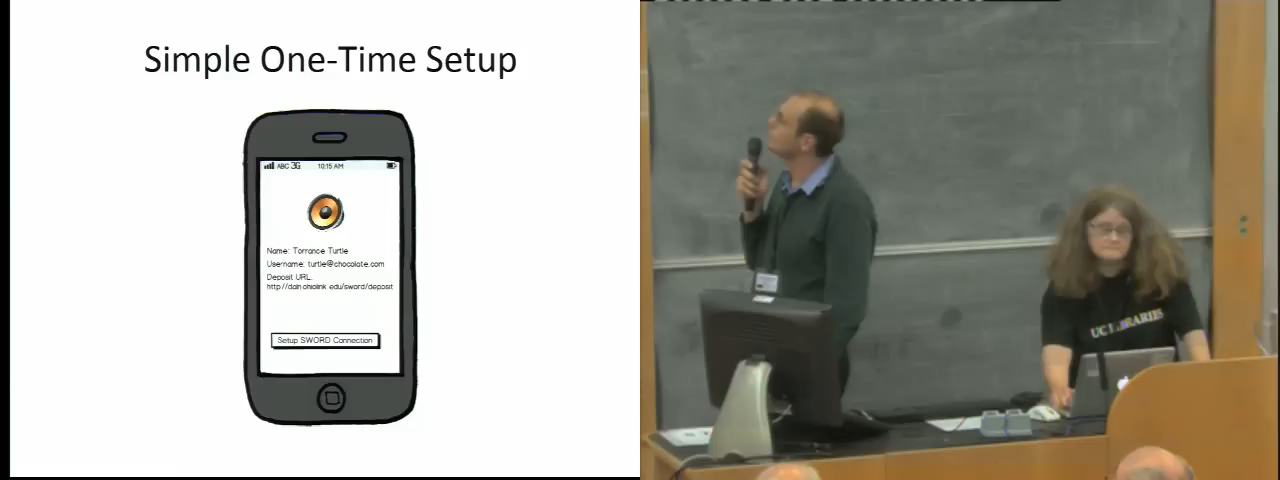 Simple One-Time Setup
ABC 3G 10:15 AM
Name: Torrance Turtle
Username: turtle@chocolate.com
Deposit URL:
http://dain.ohiolink.edu/sword/deposit
Setup SWORD Connection
UC LIBRARIES